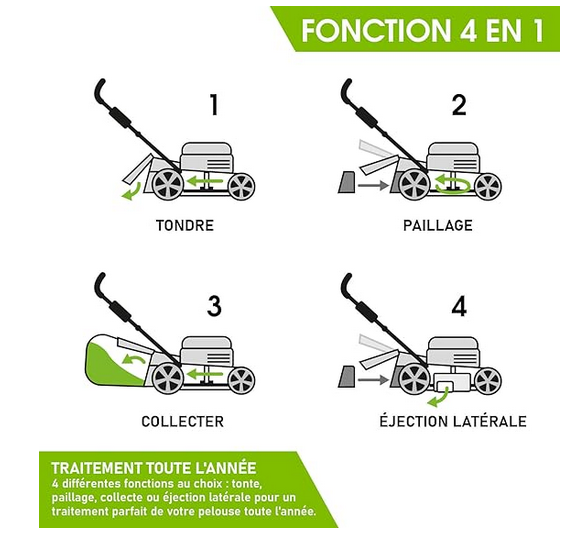 FONCTION 4 EN 1
1
2
TONDRE
PAILLAGE
3
4
COLLECTER
ÉJECTION LATÉRALE
TRAITEMENT TOUTE L'ANNÉE
4 différentes fonctions au choix : tonte,
paillage, collecte ou éjection latérale pour un
traitement parfait de votre pelouse toute l'année.